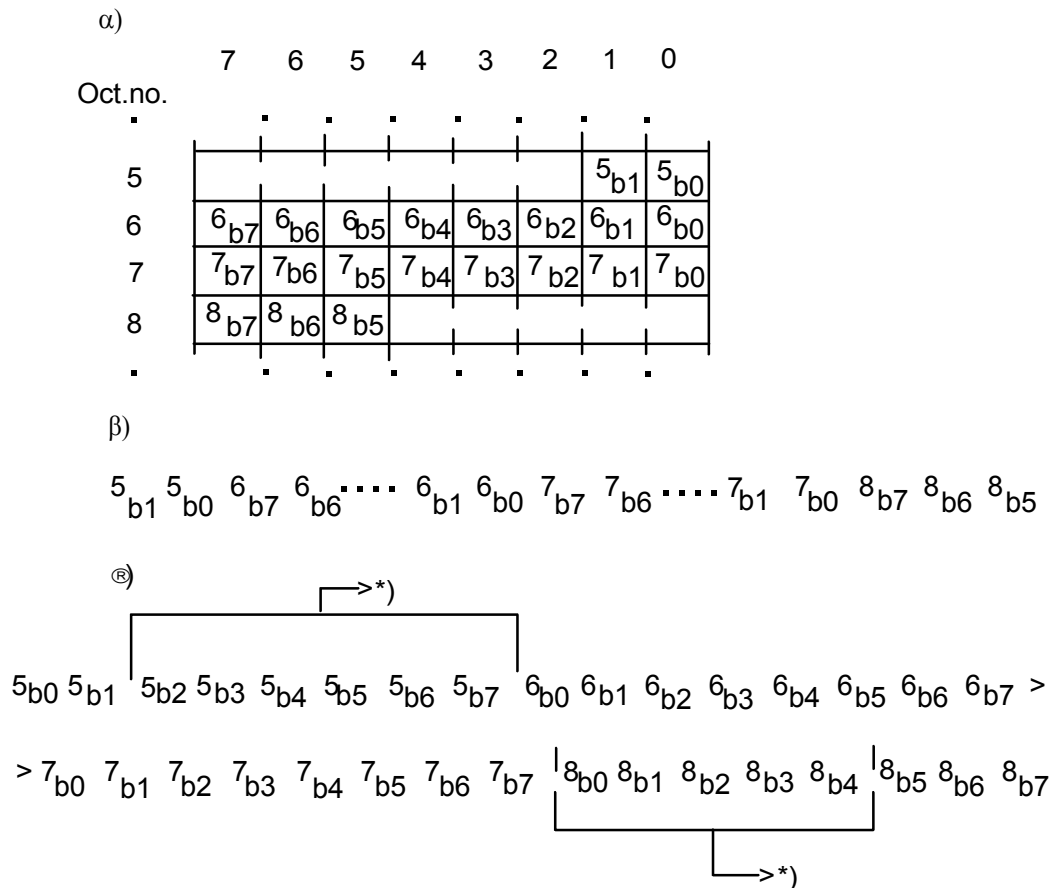 α)
7 6 5 4 3 2 1 0
Oct.no.
. . . . . . . .
5 5b1 5b0
6 6b7 6b6 6b5 6b4 6b3 6b2 6b1 6b0
7 7b7 7b6 7b5 7b4 7b3 7b2 7b1 7b0
8 8b7 8b6 8b5
. . . . . . . .
β)
5b1 5b0 6b7 6b6 .... 6b1 6b0 7b7 7b6 .... 7b1 7b0 8b7 8b6 8b5
®)
>*)
5b0 5b1 5b2 5b3 5b4 5b5 5b6 5b7 6b0 6b1 6b2 6b3 6b4 6b5 6b6 6b7 >
> 7b0 7b1 7b2 7b3 7b4 7b5 7b6 7b7 8b0 8b1 8b2 8b3 8b4 8b5 8b6 8b7
>*)